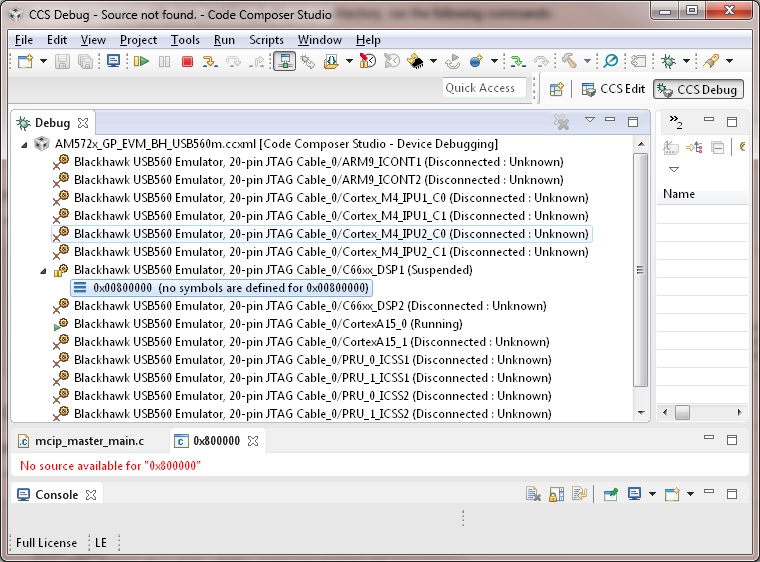 CCS Debug - Source not found. - Code Composer Studio
File Edit View Project Tools Run Scripts Window Help
Quick Access
CCS Edit
CCS Debug
Debug
»2
AM572x_GP_EVM_BH_USB560m.ccxml [Code Composer Studio - Device Debugging]
Blackhawk USB560 Emulator, 20-pin JTAG Cable_0/ARM9_ICONT1 (Disconnected : Unknown)
Blackhawk USB560 Emulator, 20-pin JTAG Cable_0/ARM9_ICONT2 (Disconnected : Unknown)
Blackhawk USB560 Emulator, 20-pin JTAG Cable_0/Cortex_M4_IPU1_C0 (Disconnected : Unknown)
Blackhawk USB560 Emulator, 20-pin JTAG Cable_0/Cortex_M4_IPU1_C1 (Disconnected : Unknown)
Blackhawk USB560 Emulator, 20-pin JTAG Cable_0/Cortex_M4_IPU2_C0 (Disconnected : Unknown)
Blackhawk USB560 Emulator, 20-pin JTAG Cable_0/Cortex_M4_IPU2_C1 (Disconnected : Unknown)
Blackhawk USB560 Emulator, 20-pin JTAG Cable_0/C66xx_DSP1 (Suspended)
0x00800000 (no symbols are defined for 0x00800000)
Blackhawk USB560 Emulator, 20-pin JTAG Cable_0/C66xx_DSP2 (Disconnected : Unknown)
Blackhawk USB560 Emulator, 20-pin JTAG Cable_0/CortexA15_0 (Running)
Blackhawk USB560 Emulator, 20-pin JTAG Cable_0/CortexA15_1 (Disconnected : Unknown)
Blackhawk USB560 Emulator, 20-pin JTAG Cable_0/PRU_0_ICSS1 (Disconnected : Unknown)
Blackhawk USB560 Emulator, 20-pin JTAG Cable_0/PRU_1_ICSS1 (Disconnected : Unknown)
Blackhawk USB560 Emulator, 20-pin JTAG Cable_0/PRU_0_ICSS2 (Disconnected : Unknown)
Blackhawk USB560 Emulator, 20-pin JTAG Cable_0/PRU_1_ICSS2 (Disconnected : Unknown)
Name
mcip_master_main.c
0x800000
No source available for "0x800000"
Console
Full License
LE